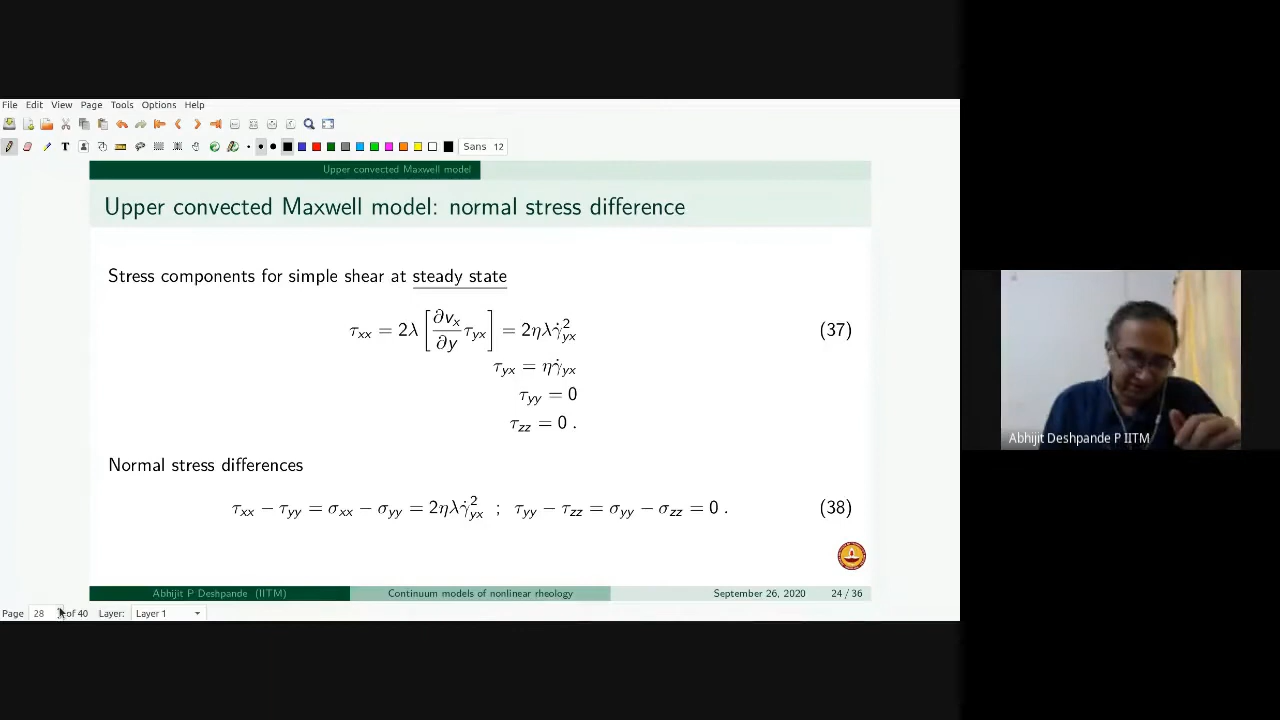 File Edit View Page Tools Options Help
Sans 12
Upper convected Maxwell model
Upper convected Maxwell model: normal stress difference
Stress components for simple shear at steady state
τ_xx = 2λ [∂v_x/∂y τ_yx] = 2ηλγ̇²_yx (37)
τ_yx = ηγ̇_yx
τ_yy = 0
τ_zz = 0 .
Normal stress differences
τ_xx − τ_yy = σ_xx − σ_yy = 2ηλγ̇²_yx ; τ_yy − τ_zz = σ_yy − σ_zz = 0 . (38)
Abhijit P Deshpande (IITM) Continuum models of nonlinear rheology September 26, 2020 24 / 36
Page 28 of 40 Layer: Layer 1
Abhijit Deshpande P IITM